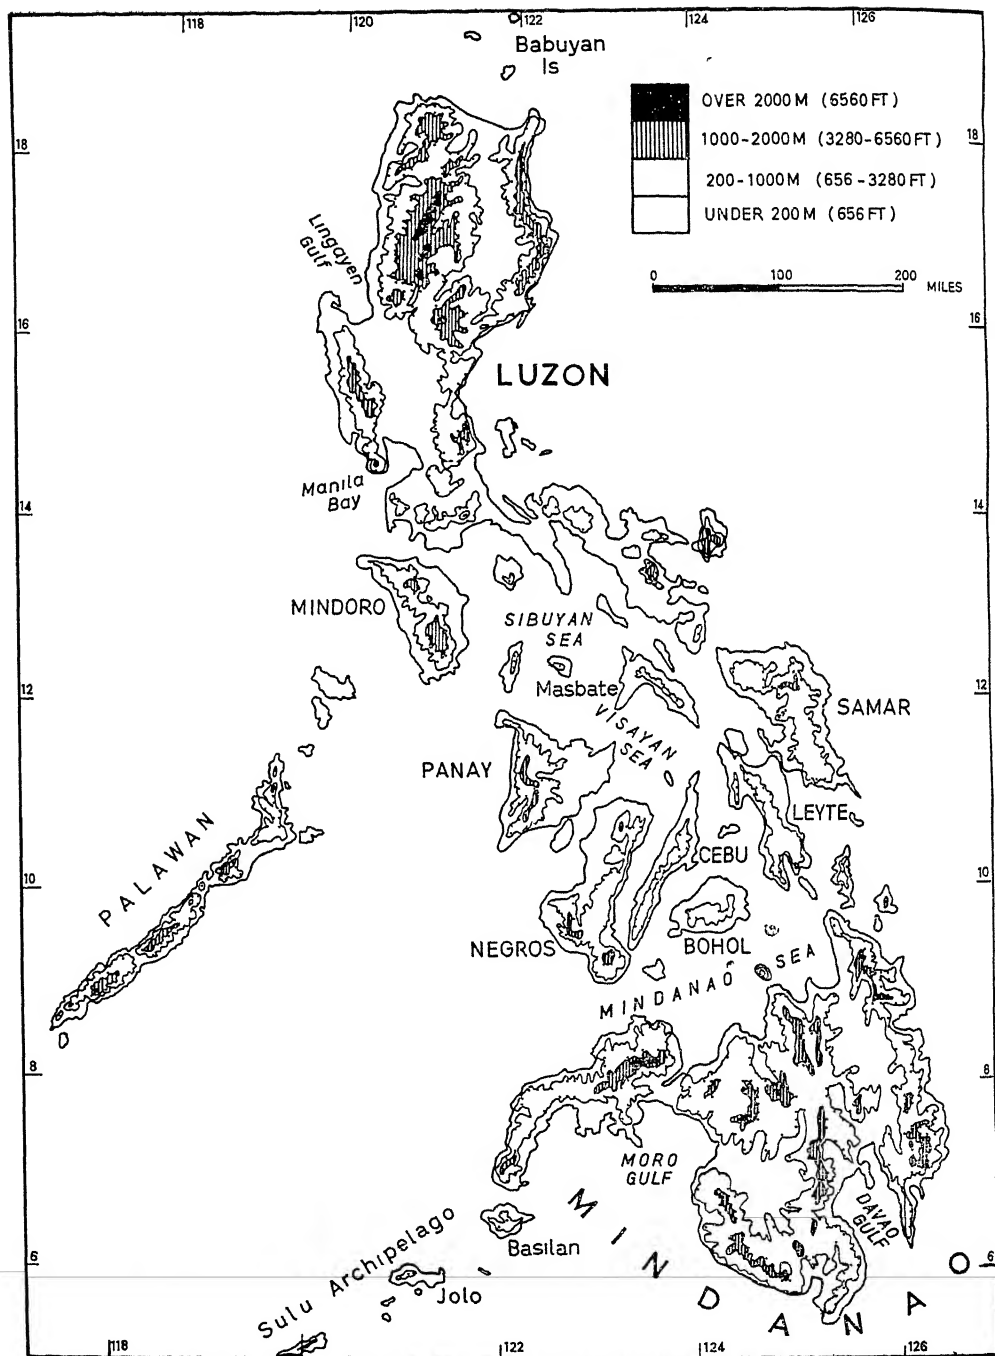 118
120
122
124
126
Babuyan
Is
OVER 2000 M (6560 FT)
1000-2000 M (3280-6560 FT)
200-1000 M (656-3280 FT)
UNDER 200 M (656 FT)
18
18
Lingayen
Gulf
0 100 200
MILES
16
16
LUZON
Manila
Bay
14
14
MINDORO
SIBUYAN
SEA
Masbate
12
12
SAMAR
VISAYAN
SEA
PANAY
LEYTE
PALAWAN
CEBU
10
10
NEGROS
BOHOL
MINDANAO SEA
8
8
MORO
GULF
DAVAO
GULF
MINDANAO
Basilan
6
6
Sulu Archipelago
Jolo
118
122
124
126